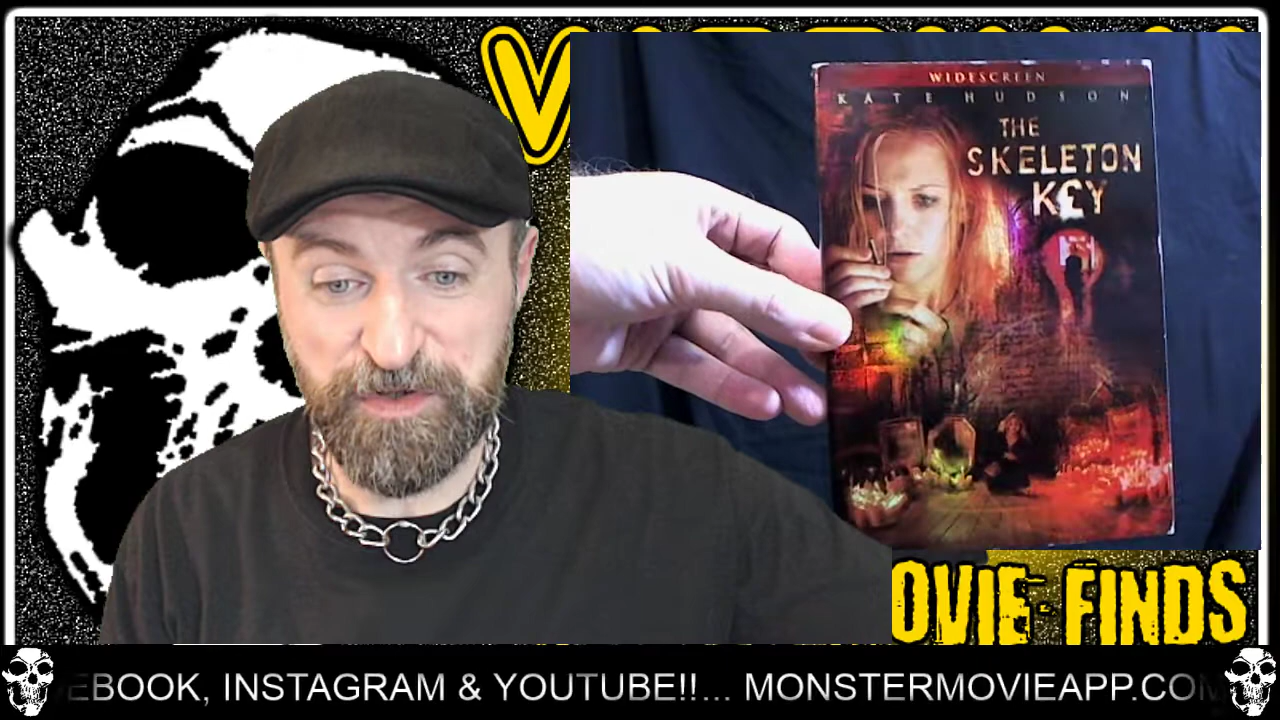 WIDESCREEN
KATE HUDSON
THE
SKELETON
KEY
OVIE FINDS
EBOOK, INSTAGRAM & YOUTUBE!!... MONSTERMOVIEAPP.COM